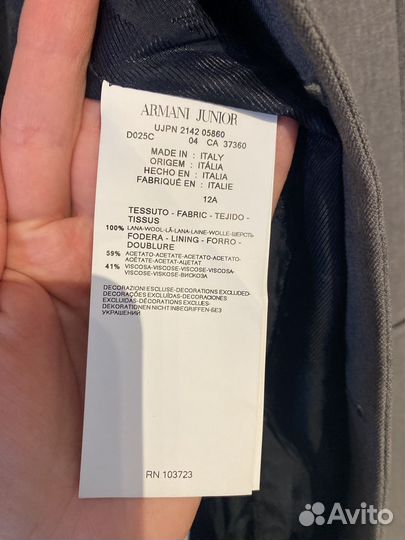 ARMANI JUNIOR
UJPN 2142 05860
D025C 04 CA 37360
MADE IN : ITALY
ORIGEM : ITÁLIA
HECHO EN : ITALIA
FABRIQUÉ EN : ITALIE
12A
TESSUTO - FABRIC - TEJIDO -
TISSUS
100% LANA-WOOL-LÃ-LANA-LAINE-WOLLE-ШЕРСТЬ
FODERA - LINING - FORRO -
DOUBLURE
59% ACETATO-ACETATE-ACETATO-ACETATO-
ACÉTATE-ACETAT-АЦЕТАТ
41% VISCOSA-VISCOSE-VISCOSE-VISCOSA-
VISCOSE-VISKOSE-ВИСКОЗА
DECORAZIONI ESCLUSE-DECORATIONS EXCLUDED-
DECORAÇÕES EXCLUÍDAS-DECORACIONES
EXCLUIDAS-DÉCORATIONS EXCLUES-
DEKORATIONEN NICHT INBEGRIFFEN-БЕЗ
УКРАШЕНИЙ
RN 103723
Avito